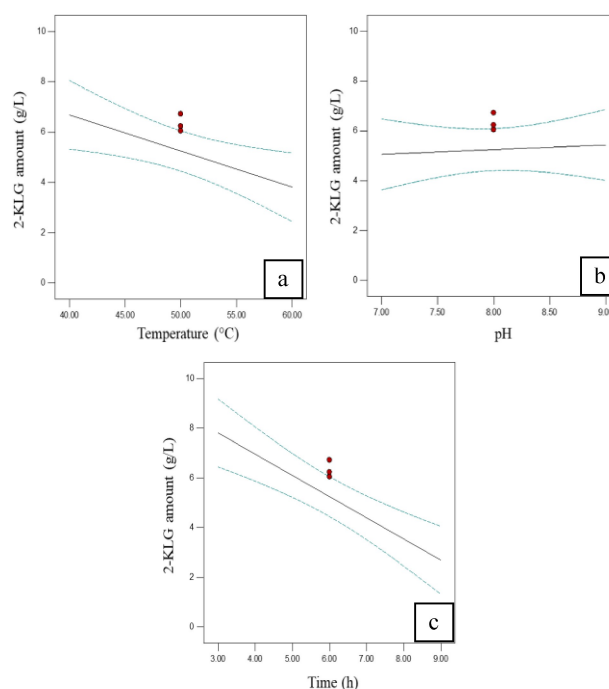 10
8
6
4
2
0
2-KLG amount (g/L)
40.00 45.00 50.00 55.00 60.00
Temperature (°C)
a
10
8
6
4
2
0
2-KLG amount (g/L)
7.00 7.50 8.00 8.50 9.00
pH
b
10
8
6
4
2
0
2-KLG amount (g/L)
3.00 4.00 5.00 6.00 7.00 8.00 9.00
Time (h)
c